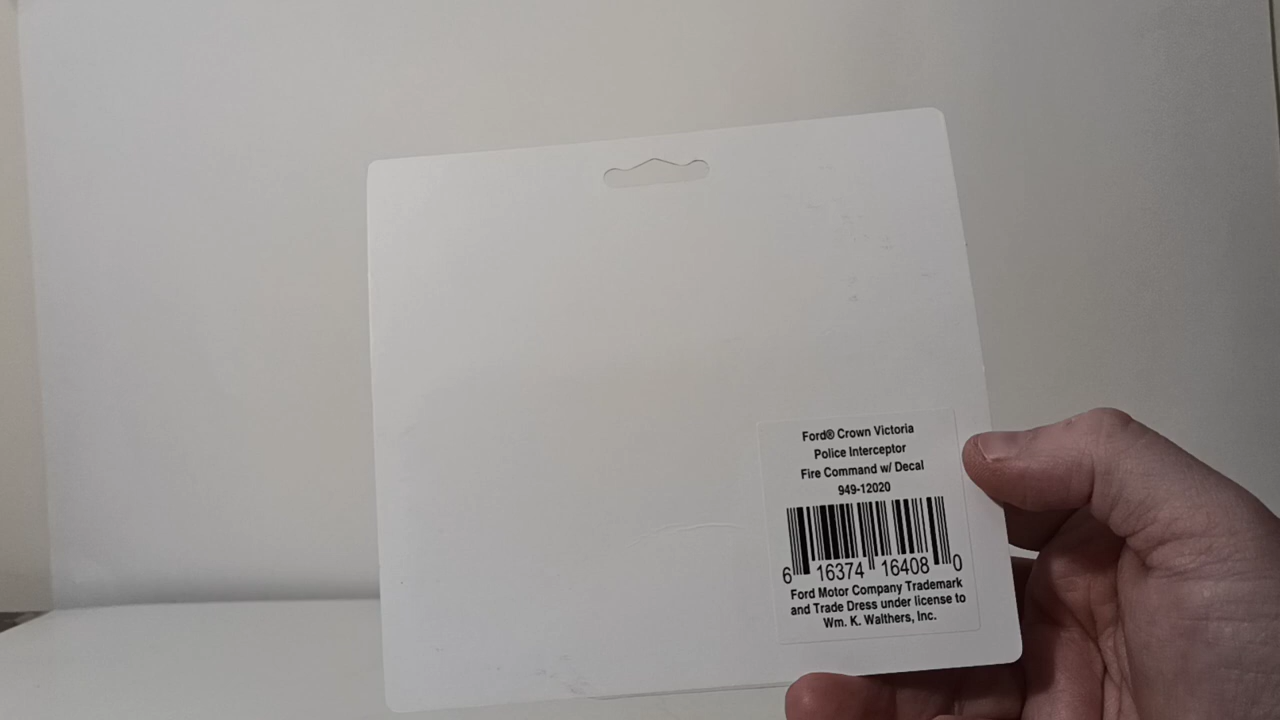 Ford® Crown Victoria
Police Interceptor
Fire Command w/ Decal
949-12020
6 16374 16408 0
Ford Motor Company Trademark
and Trade Dress under license to
Wm. K. Walthers, Inc.